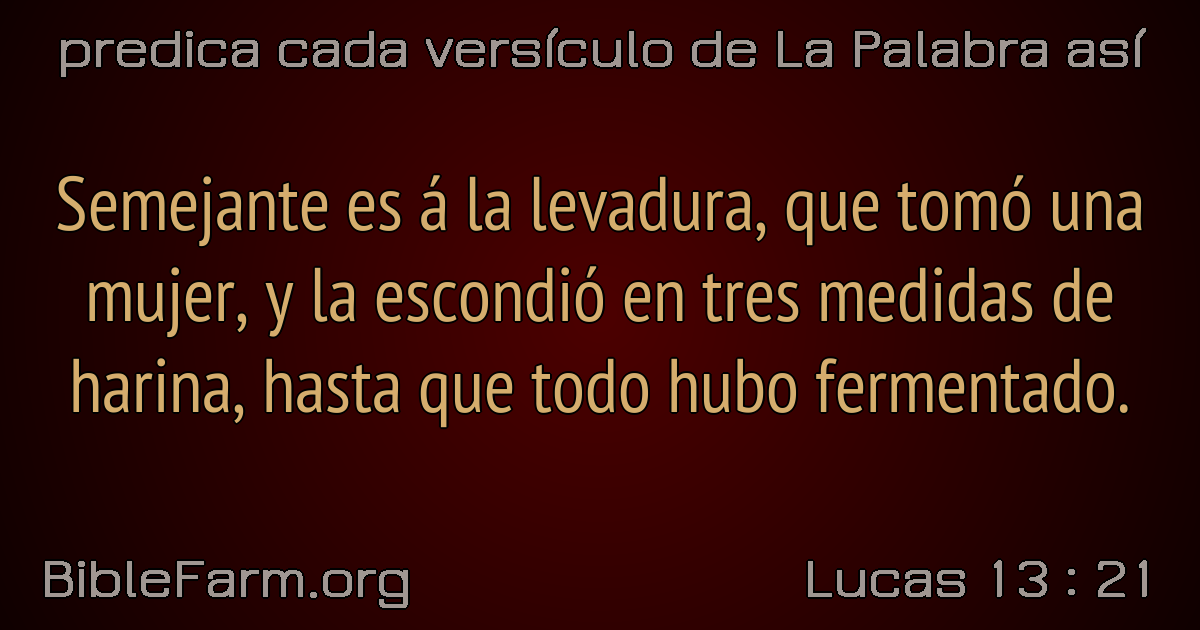 predica cada versículo de La Palabra así
Semejante es á la levadura, que tomó una
mujer, y la escondió en tres medidas de
harina, hasta que todo hubo fermentado.
BibleFarm.org
Lucas 13 : 21